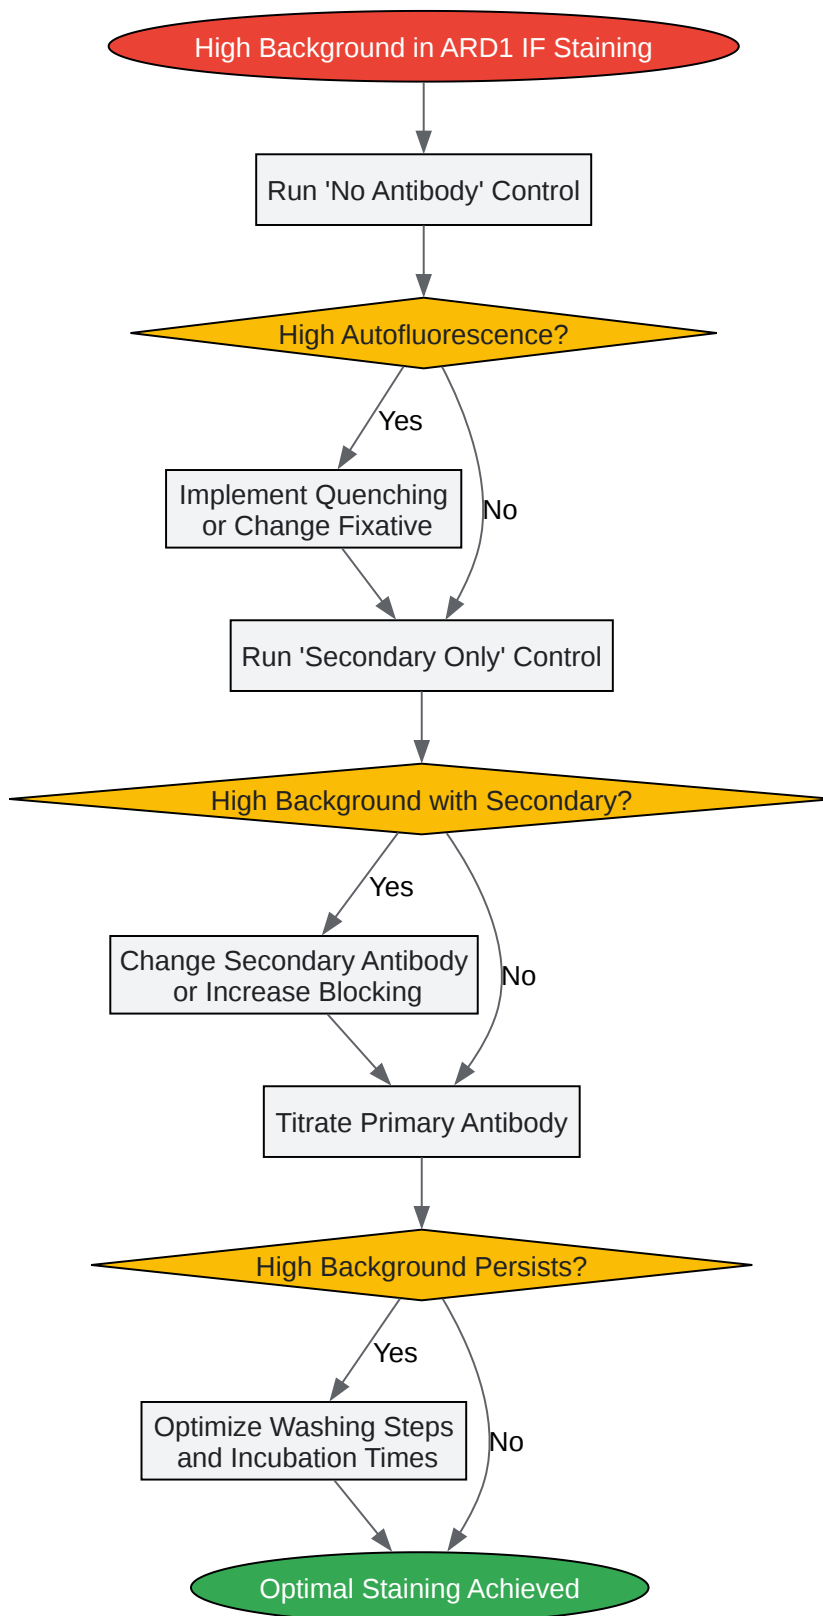 High Background in ARD1 IF Staining
Run 'No Antibody' Control
High Autofluorescence?
Yes
Implement Quenching
or Change Fixative
No
Run 'Secondary Only' Control
High Background with Secondary?
Yes
Change Secondary Antibody
or Increase Blocking
No
Titrate Primary Antibody
High Background Persists?
Yes
Optimize Washing Steps
and Incubation Times
No
Optimal Staining Achieved